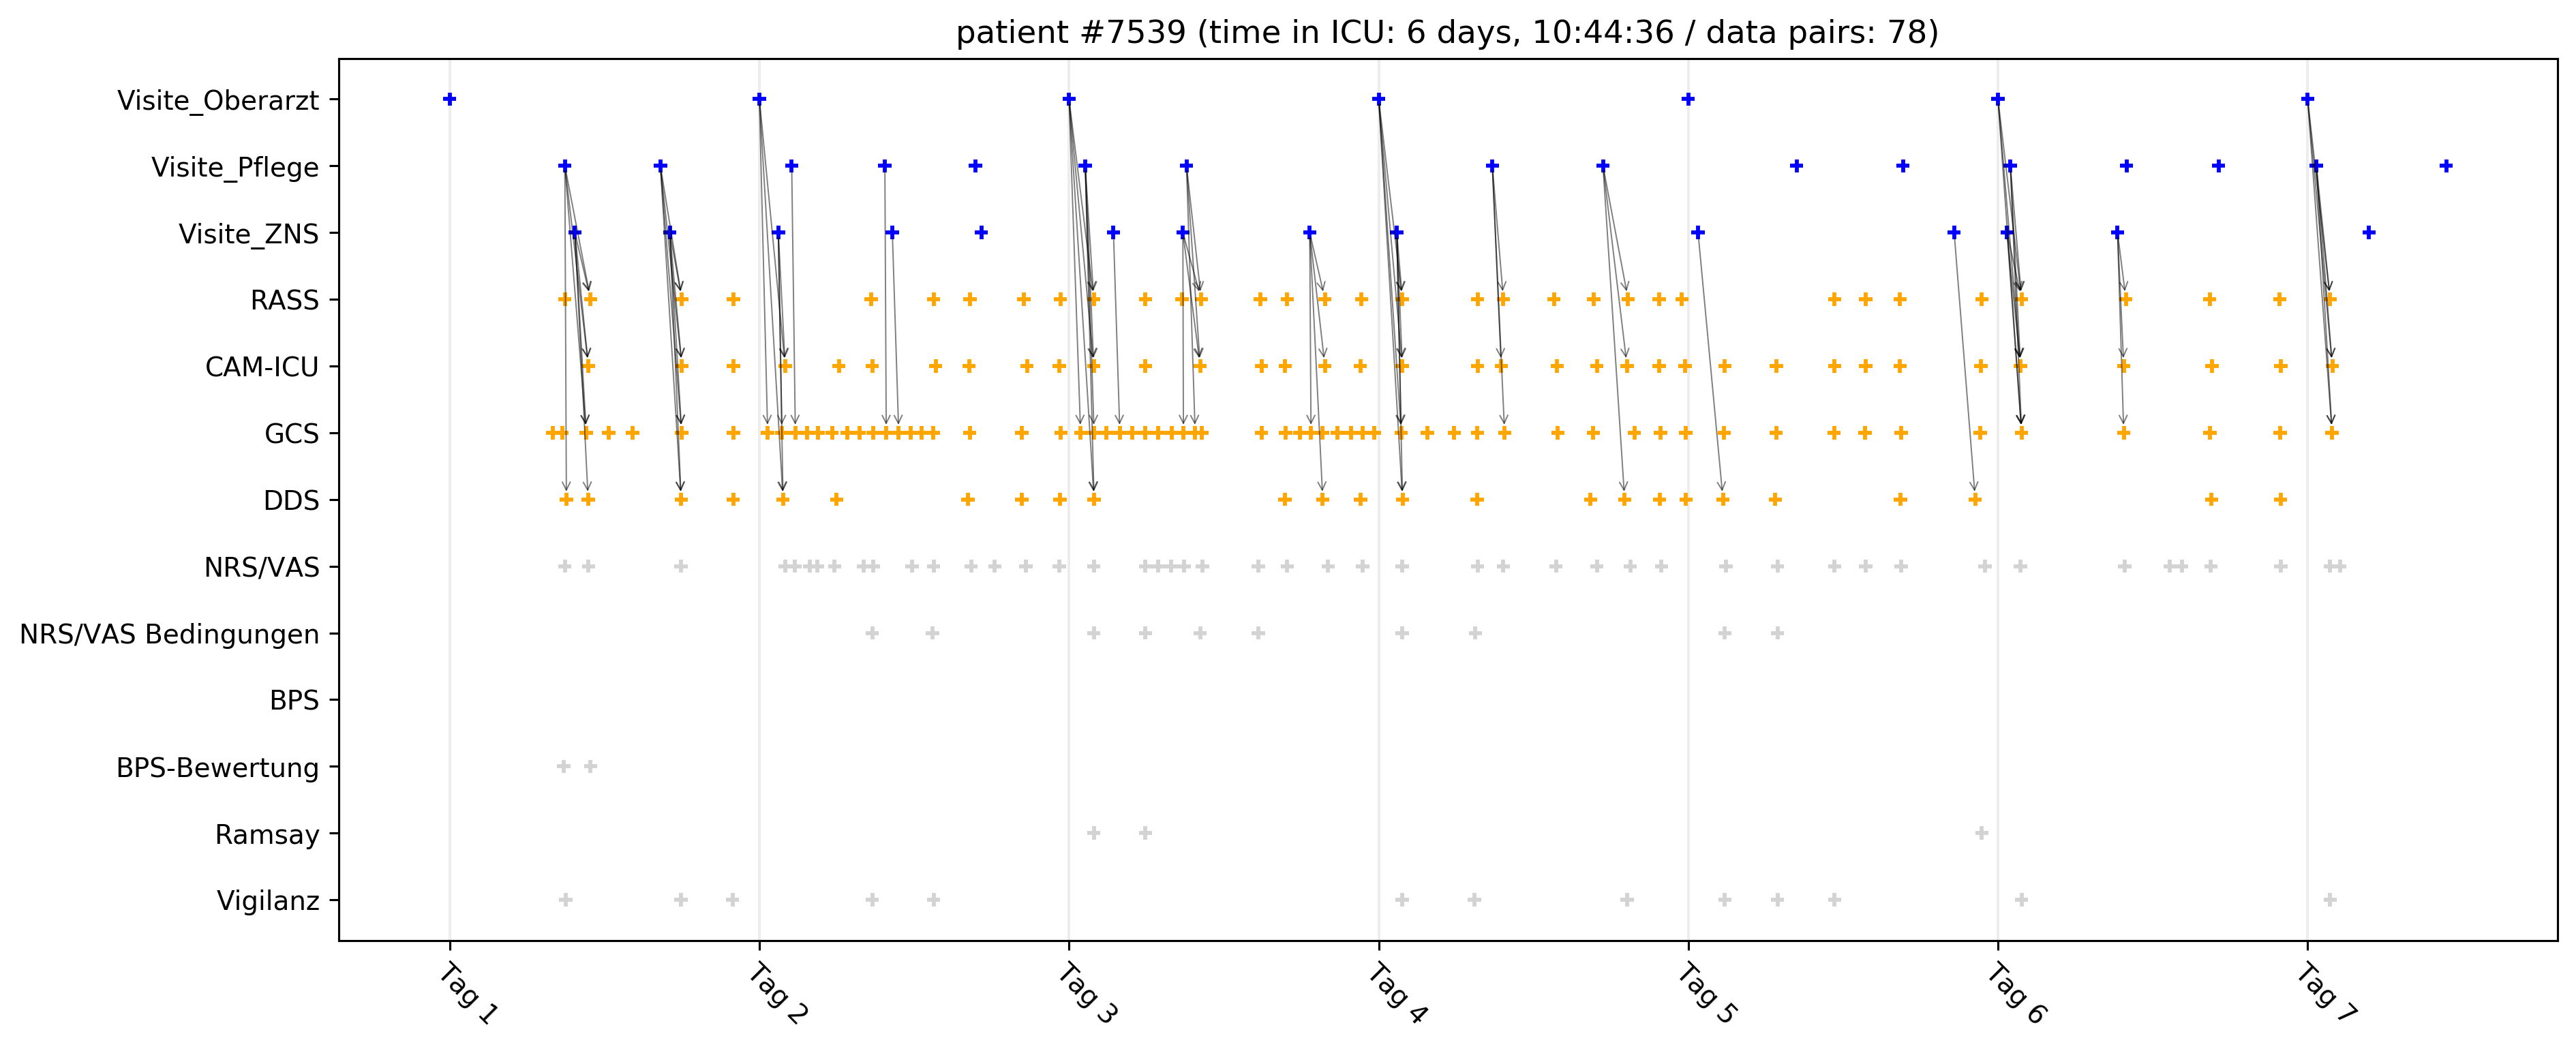 patient #7539 (time in ICU: 6 days, 10:44:36 / data pairs: 78)
Visite_Oberarzt
Visite_Pflege
Visite_ZNS
RASS
CAM-ICU
GCS
DDS
NRS/VAS
NRS/VAS Bedingungen
BPS
BPS-Bewertung
Ramsay
Vigilanz
Tag 1
Tag 2
Tag 3
Tag 4
Tag 5
Tag 6
Tag 7